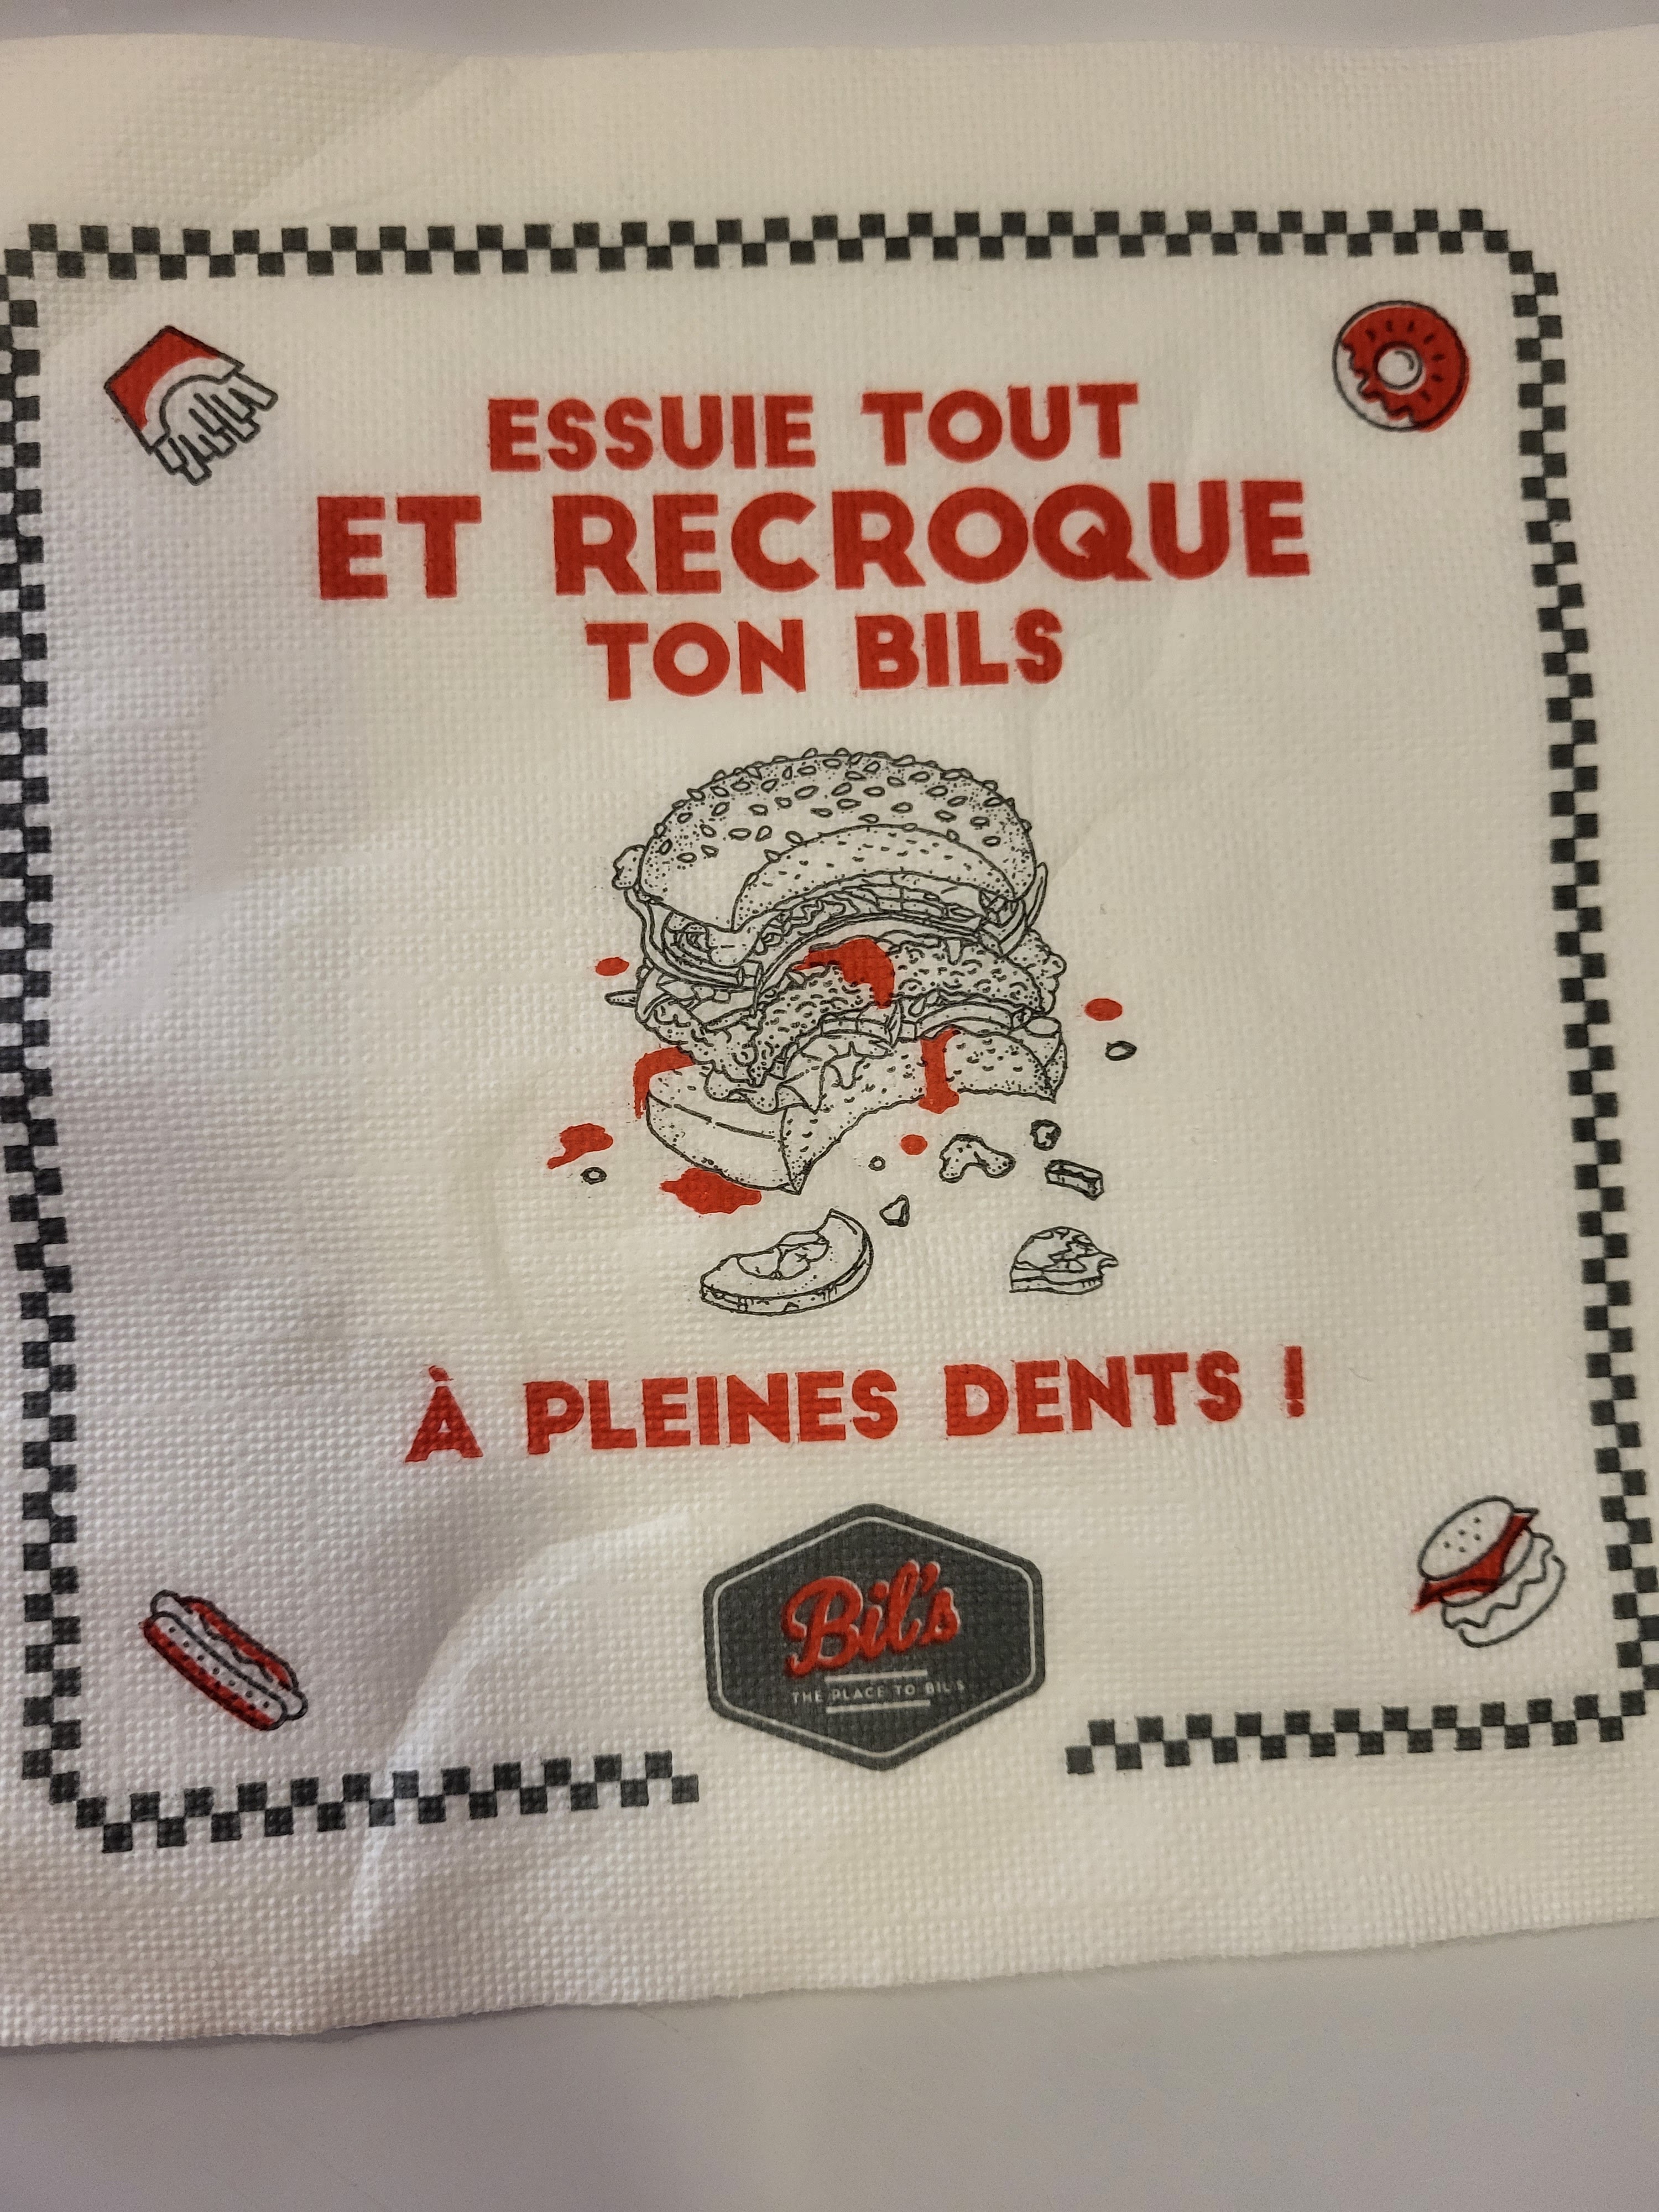 ESSUIE TOUT
ET RECROQUE
TON BILS
À PLEINES DENTS !
Bil's
THE PLACE TO BIL'S